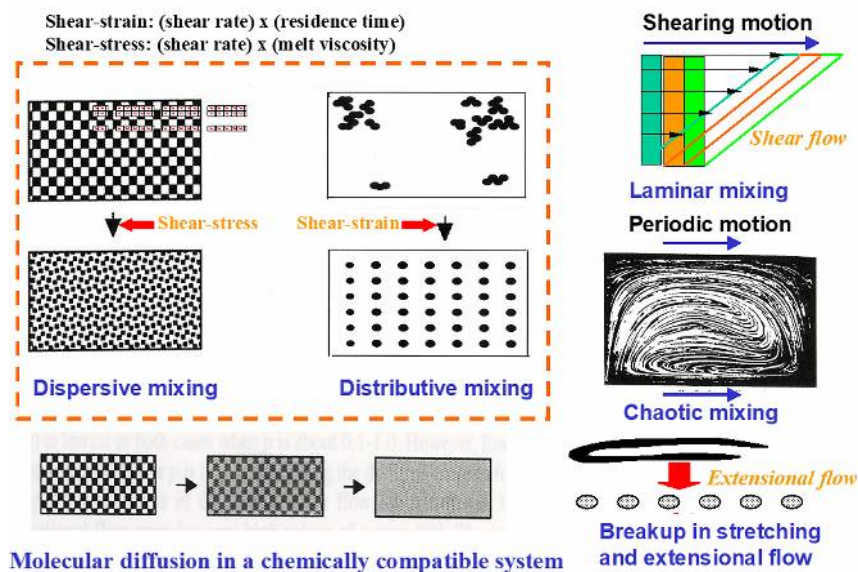 Shear-strain: (shear rate) x (residence time)
Shear-stress: (shear rate) x (melt viscosity)
Shear-stress
Shear-strain
Dispersive mixing
Distributive mixing
Shearing motion
Shear flow
Laminar mixing
Periodic motion
Chaotic mixing
Extensional flow
Breakup in stretching
and extensional flow
Molecular diffusion in a chemically compatible system